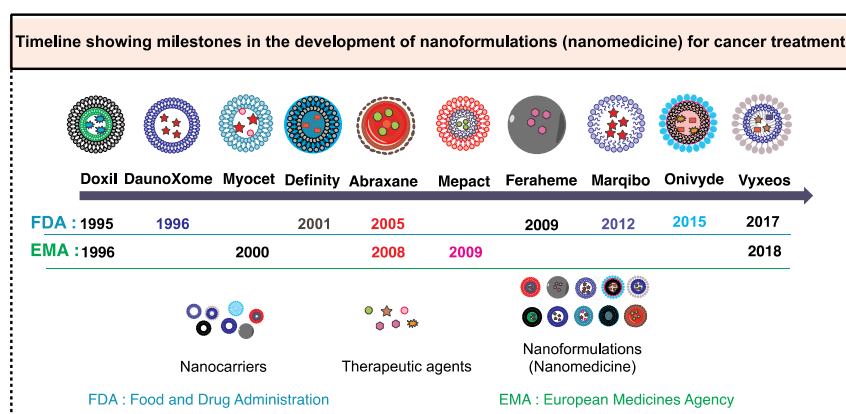 Timeline showing milestones in the development of nanoformulations (nanomedicine) for cancer treatment
Doxil DaunoXome Myocet Definity Abraxane Mepact Feraheme Marqibo Onivyde Vyxeos
FDA : 1995 1996 2001 2005 2009 2012 2015 2017
EMA : 1996 2000 2008 2009 2018
Nanocarriers
Therapeutic agents
Nanoformulations
(Nanomedicine)
FDA : Food and Drug Administration
EMA : European Medicines Agency